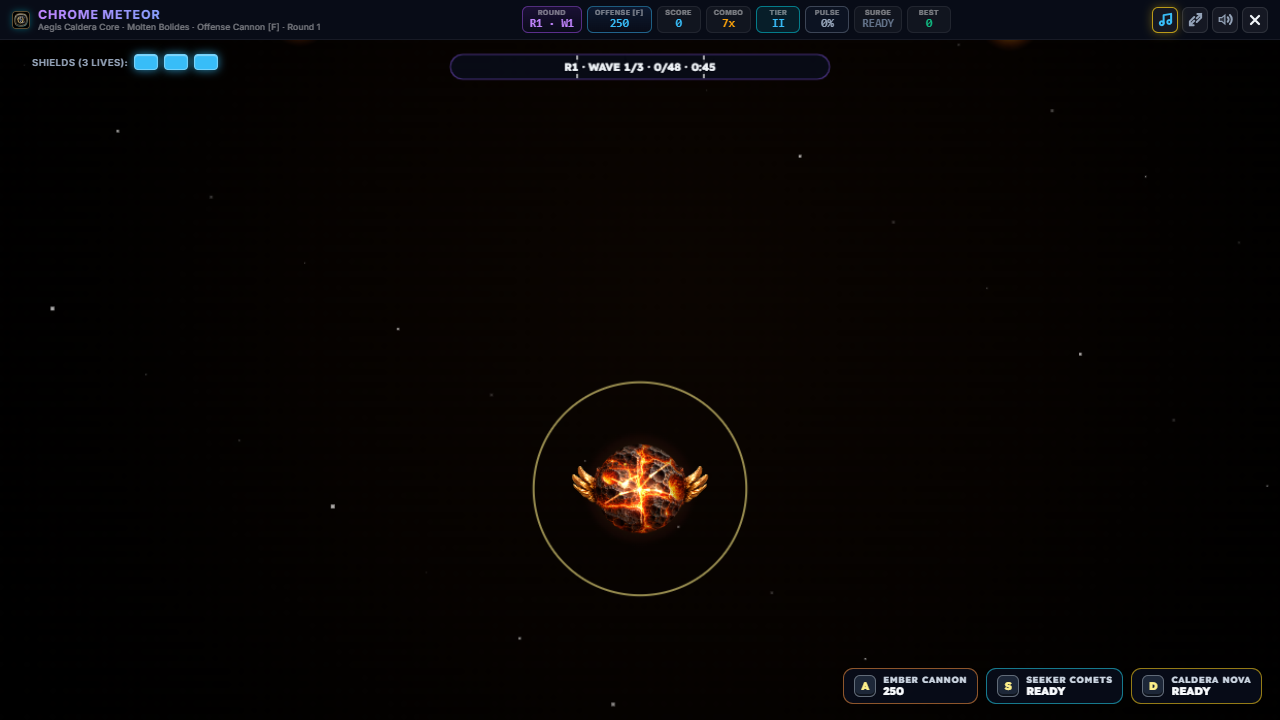 CHROME METEOR
Aegis Caldera Core - Molten Bolides - Offense Cannon [F] - Round 1
ROUND
R1 - W1
OFFENSE [F]
250
SCORE
0
COMBO
7x
TIER
II
PULSE
0%
SURGE
READY
BEST
0
SHIELDS (3 LIVES):
R1 · WAVE 1/3 · 0/48 · 0:45
A
EMBER CANNON
250
S
SEEKER COMETS
READY
D
CALDERA NOVA
READY